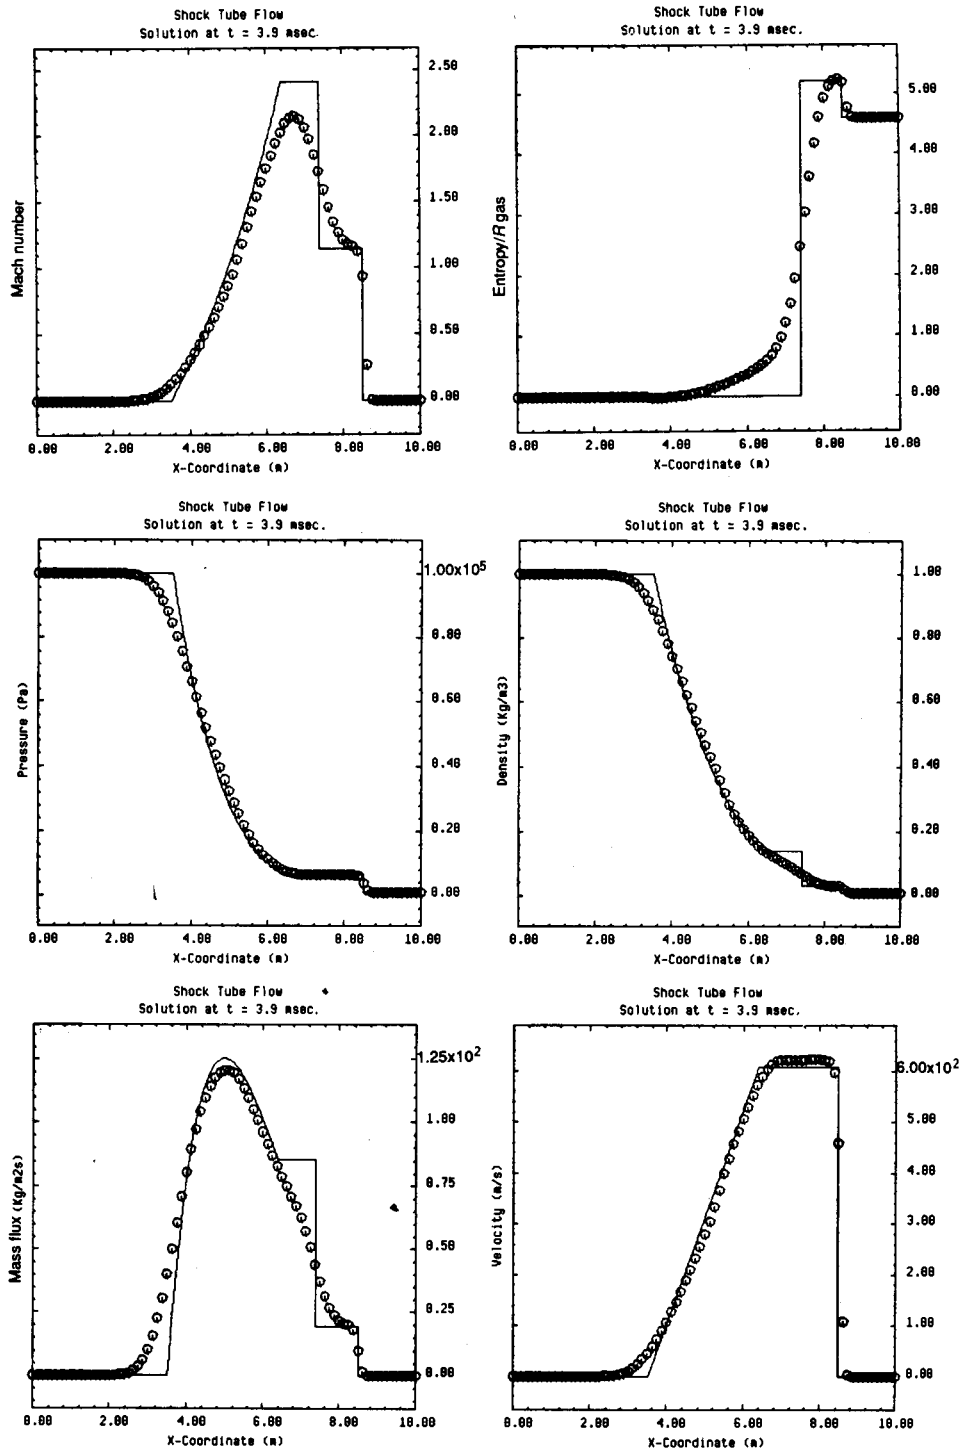 Shock Tube Flow
Solution at t = 3.9 msec.
Mach number
2.50
2.00
1.50
1.00
0.50
0.00
0.00 2.00 4.00 6.00 8.00 10.00
X-Coordinate (m)
Shock Tube Flow
Solution at t = 3.9 msec.
Entropy/R gas
5.00
4.00
3.00
2.00
1.00
0.00
0.00 2.00 4.00 6.00 8.00 10.00
X-Coordinate (m)
Shock Tube Flow
Solution at t = 3.9 msec.
Pressure (Pa)
1.00x10⁵
0.80
0.60
0.40
0.20
0.00
0.00 2.00 4.00 6.00 8.00 10.00
X-Coordinate (m)
Shock Tube Flow
Solution at t = 3.9 msec.
Density (Kg/m3)
1.00
0.80
0.60
0.40
0.20
0.00
0.00 2.00 4.00 6.00 8.00 10.00
X-Coordinate (m)
Shock Tube Flow
Solution at t = 3.9 msec.
Mass flux (Kg/m2s)
1.25x10²
1.00
0.75
0.50
0.25
0.00
0.00 2.00 4.00 6.00 8.00 10.00
X-Coordinate (m)
Shock Tube Flow
Solution at t = 3.9 msec.
Velocity (m/s)
6.00x10²
5.00
4.00
3.00
2.00
1.00
0.00
0.00 2.00 4.00 6.00 8.00 10.00
X-Coordinate (m)